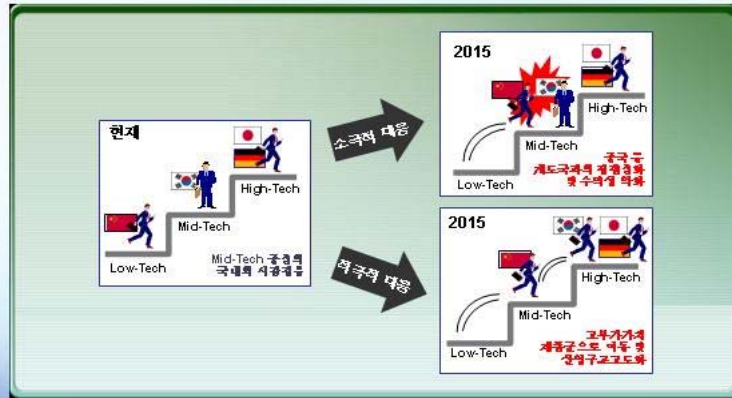 현재
High-Tech
Mid-Tech
Low-Tech
Mid-Tech 중심의
국내외 시장점유
소극적 대응
적극적 대응
2015
High-Tech
Mid-Tech
Low-Tech
중국 등
개도국과의 경쟁심화
및 수익성 악화
2015
High-Tech
Mid-Tech
Low-Tech
고부가가치
제품군으로 이동 및
산업구조고도화